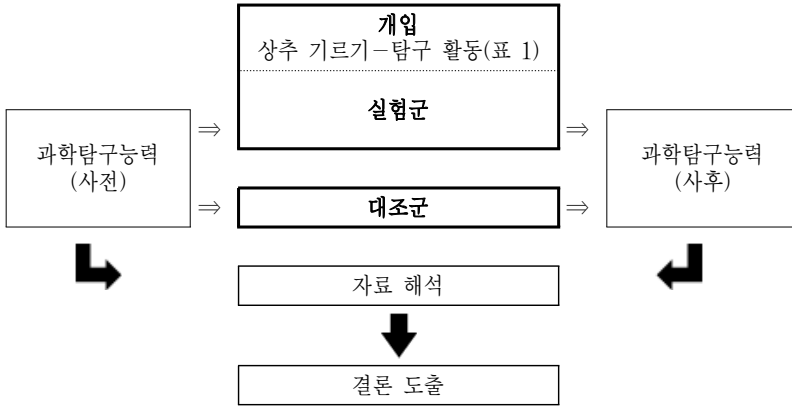 개입
상추 기르기-탐구 활동(표 1)
실험군
과학탐구능력
(사전)
⇒
⇒
과학탐구능력
(사후)
⇒
대조군
⇒
자료 해석
결론 도출